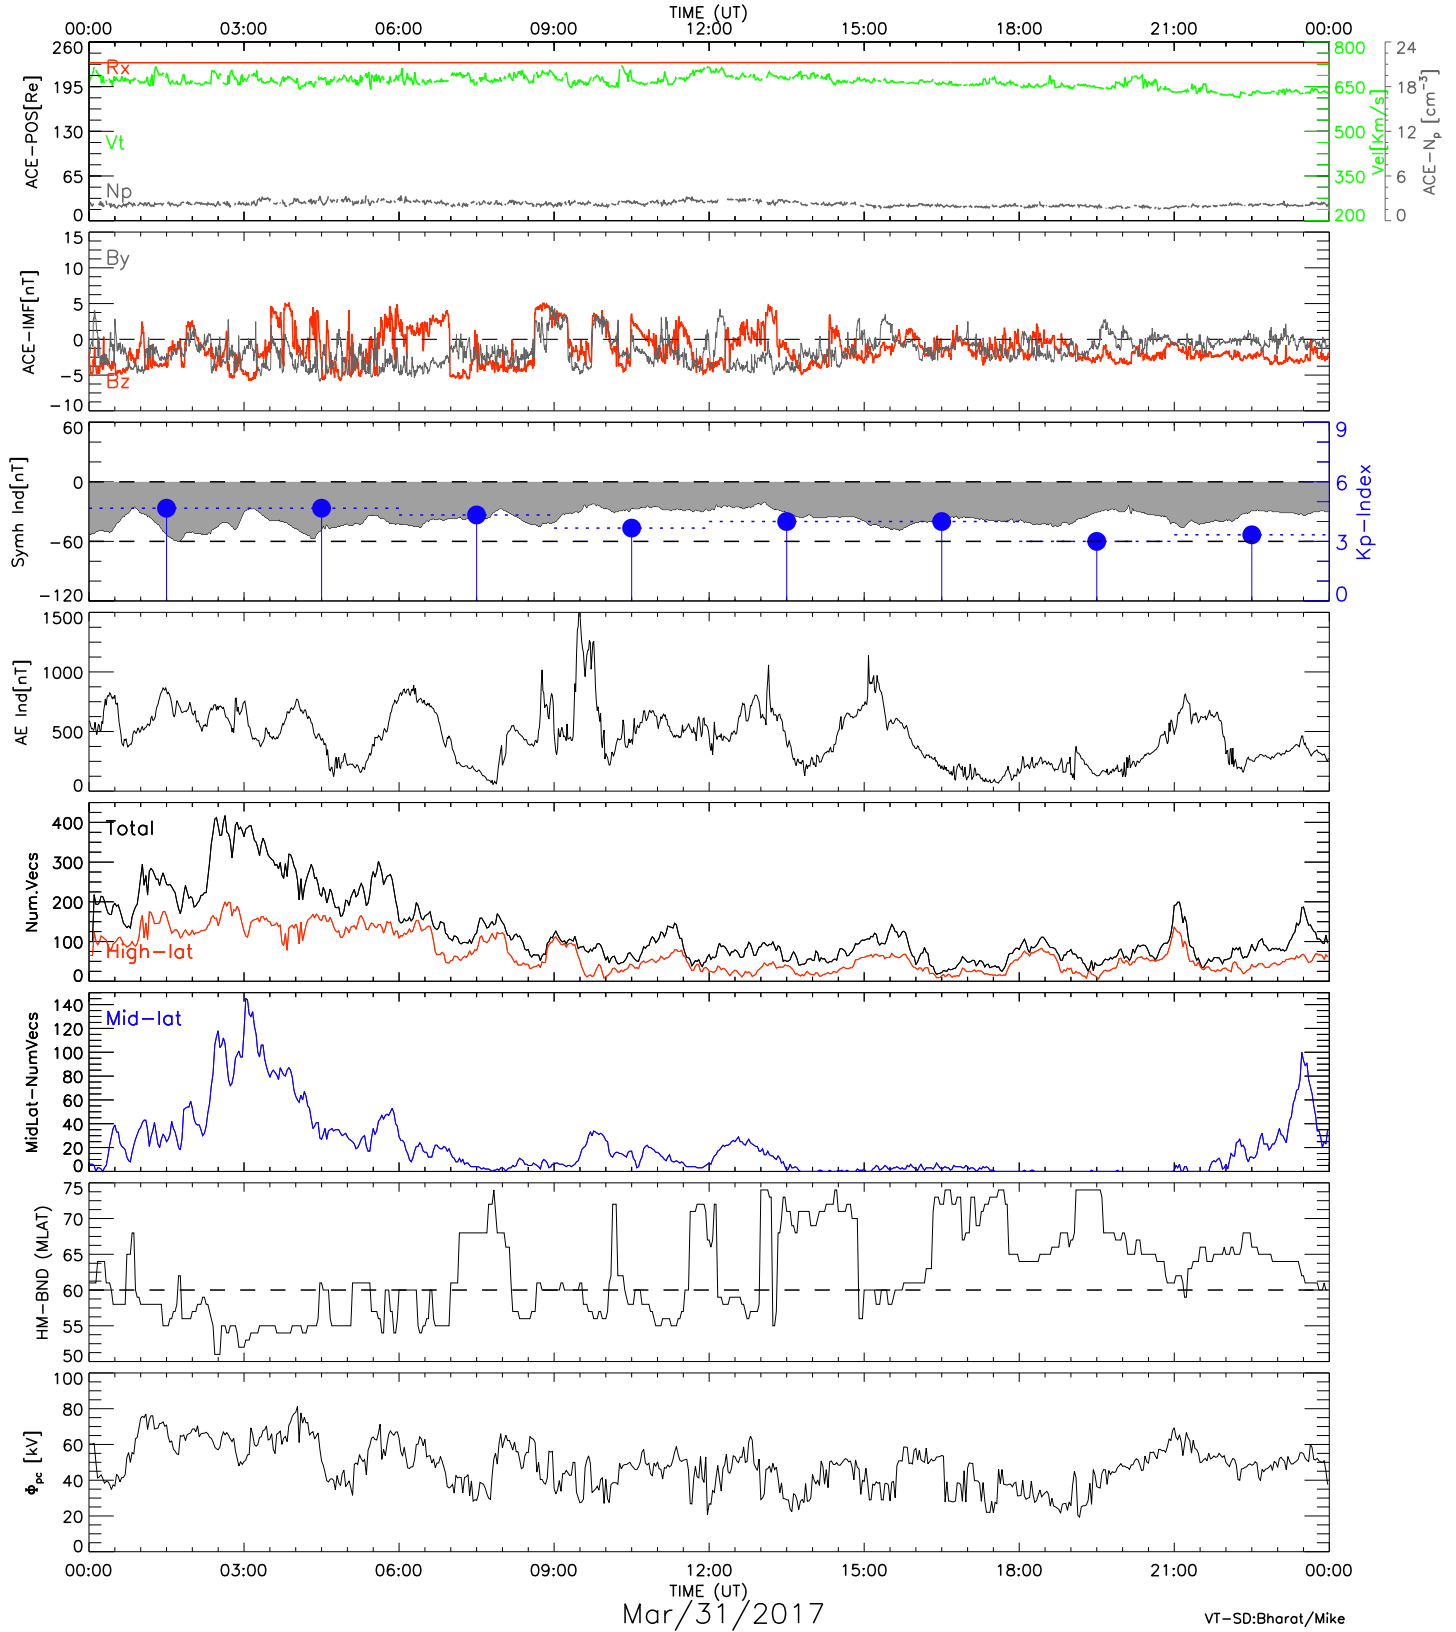 TIME (UT)
00:00 03:00 06:00 09:00 12:00 15:00 18:00 21:00 00:00
260 195 130 65 0
ACE-POS[Re]
Rx
Vt
Np
800 650 500 350 200
Vel[Km/s]
24 18 12 6 0
ACE-Np [cm-3]
15 10 5 0 -5 -10
ACE-IMF[nT]
By
Bz
60 0 -60 -120
Symh Ind[nT]
9 6 3 0
Kp-Index
1500 1000 500 0
AE Ind[nT]
400 300 200 100 0
Num.Vecs
Total
High-lat
140 120 100 80 60 40 20 0
MidLat-NumVecs
Mid-lat
75 70 65 60 55 50
HM-BND (MLAT)
100 80 60 40 20 0
Φpc [kV]
00:00 03:00 06:00 09:00 12:00 15:00 18:00 21:00 00:00
TIME (UT)
Mar/31/2017
VT-SD:Bharat/Mike